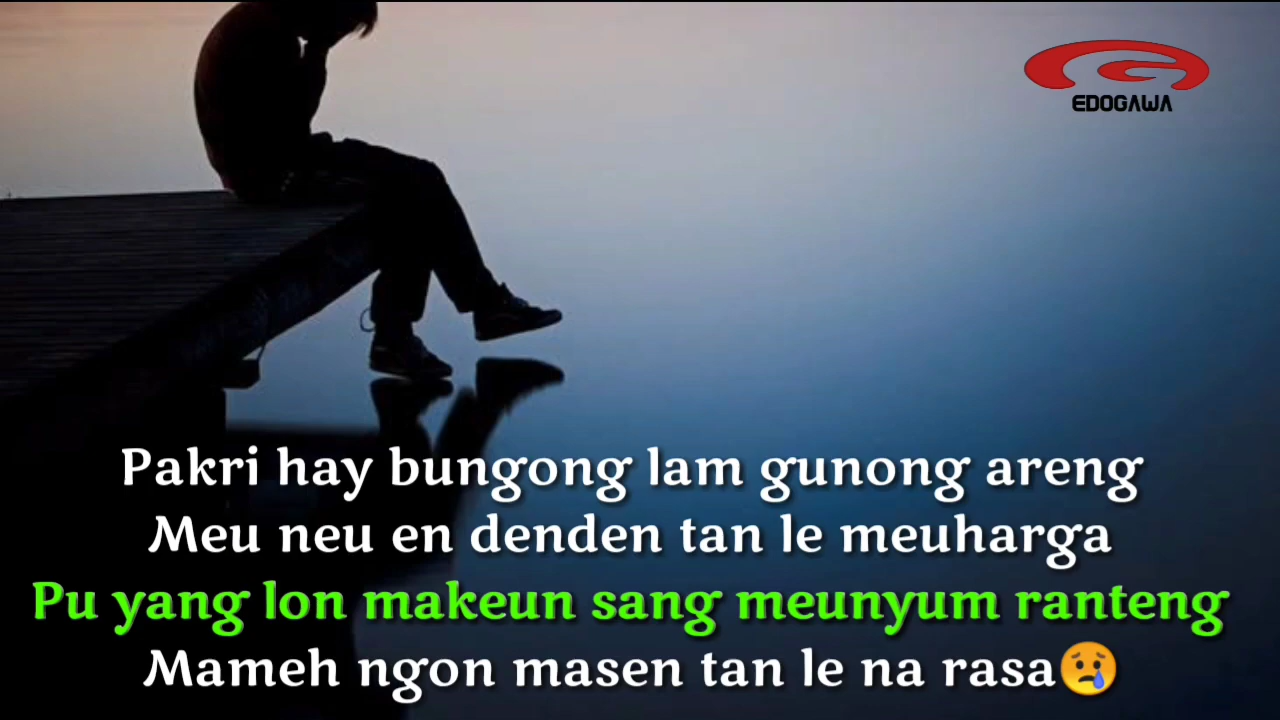 EDOGAWA
Pakri hay bungong lam gunong areng
Meu neu en denden tan le meuharga
Pu yang lon makeun sang meunyum ranteng
Mameh ngon masen tan le na rasa😢